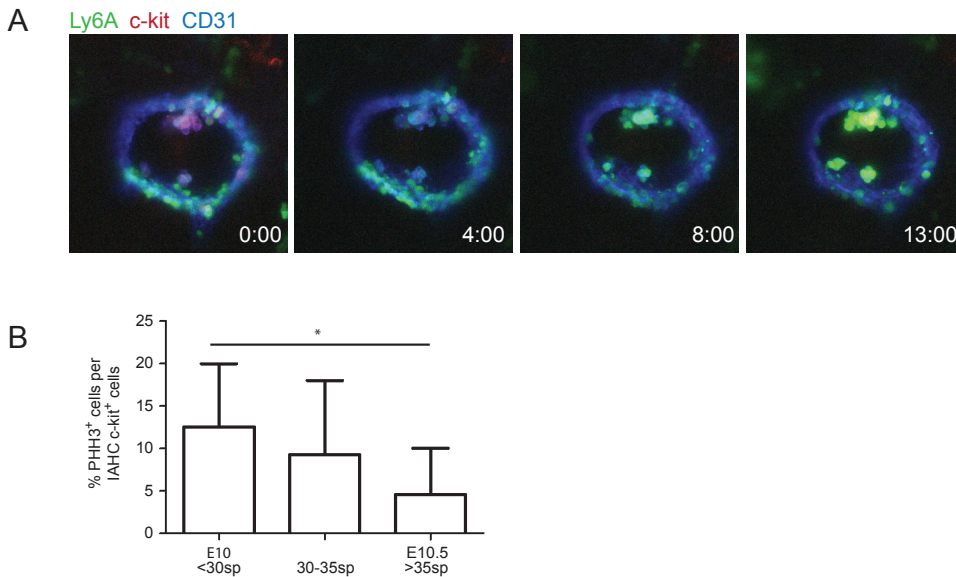 A
Ly6A c-kit CD31
0:00
4:00
8:00
13:00
B
% PHH3+ cells per
IAHC c-kit+ cells
25
20
15
10
5
0
*
E10
<30sp
30-35sp
E10.5
>35sp